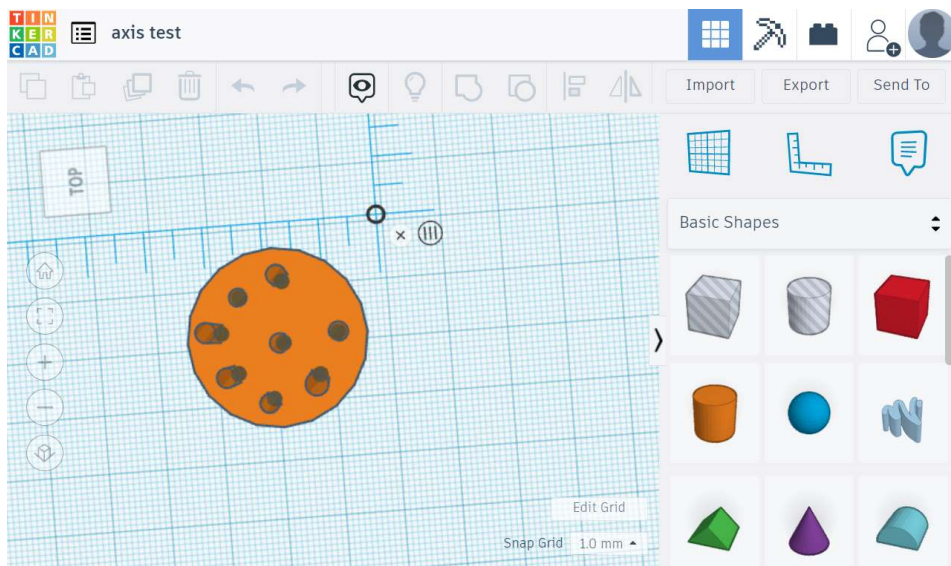 TIN
KER
CAD
axis test
Import
Export
Send To
TOP
Basic Shapes
Edit Grid
Snap Grid 1.0 mm